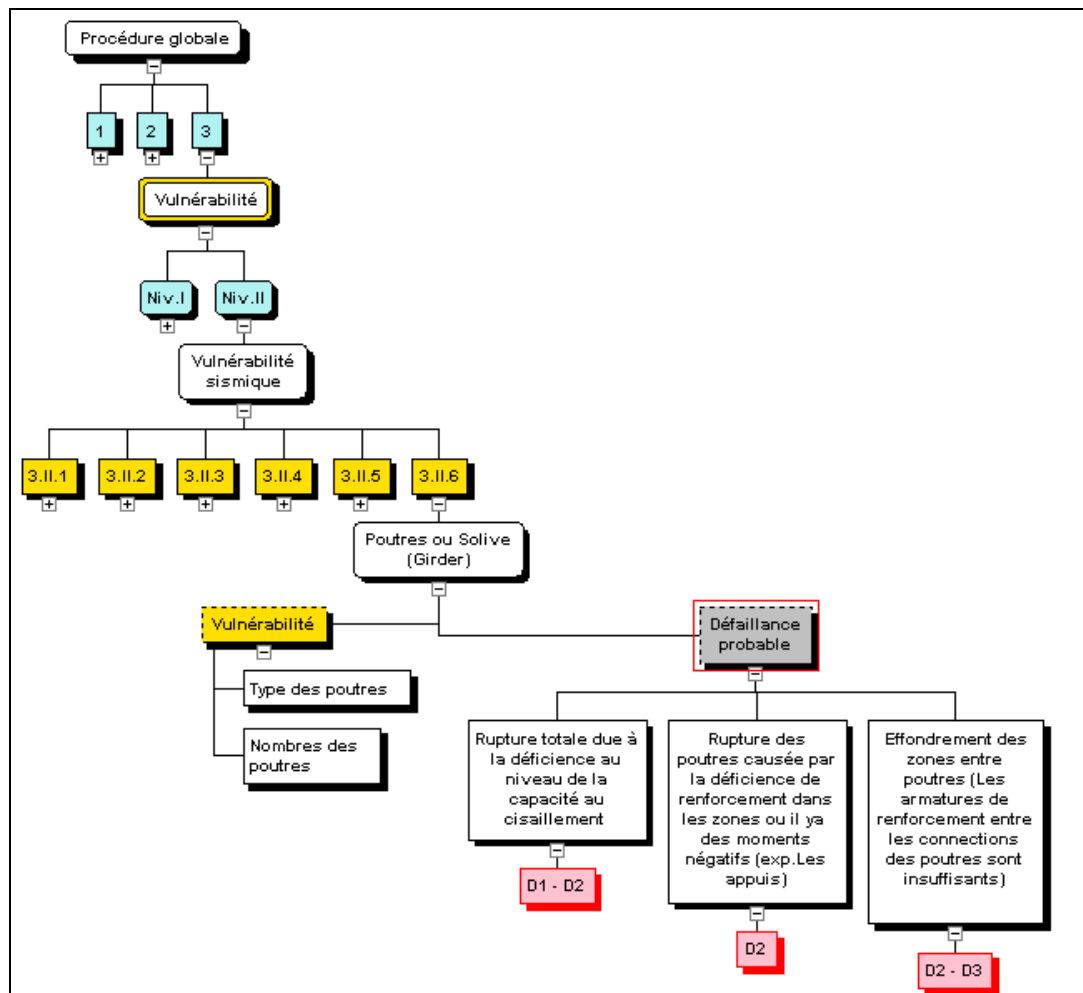 Procédure globale
1
2
3
Vulnérabilité
Niv.I
Niv.II
Vulnérabilité
sismique
3.II.1
3.II.2
3.II.3
3.II.4
3.II.5
3.II.6
Poutres ou Solive
(Girder)
Vulnérabilité
Type des poutres
Nombres des
poutres
Défaillance
probable
Rupture totale due à
la déficience au
niveau de la
capacité au
cisaillement
D1 - D2
Rupture des
poutres causée par
la déficience de
renforcement dans
les zones ou il ya
des moments
négatifs (exp.Les
appuis)
D2
Effondrement des
zones entre
poutres (Les
armatures de
renforcement entre
les connections
des poutres sont
insuffisants)
D2 - D3